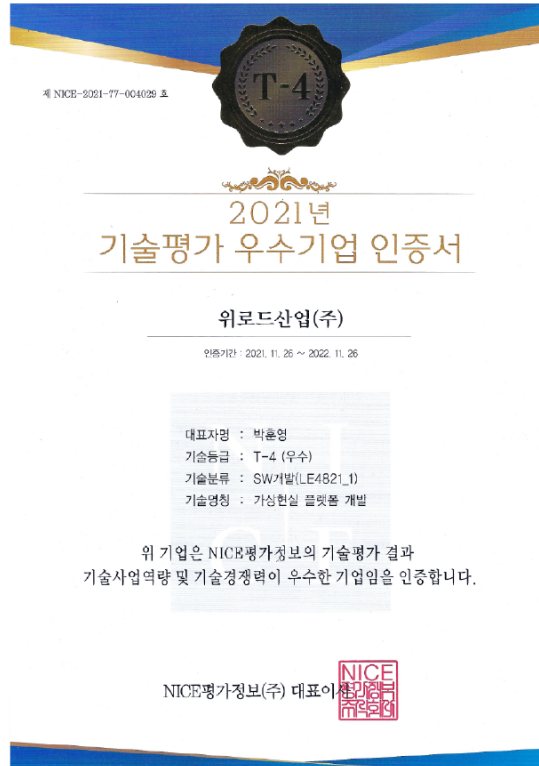 제 NICE-2021-77-004029 호
T-4
2021년
기술평가 우수기업 인증서
위로드산업(주)
인증기간 : 2021. 11. 26 ~ 2022. 11. 26
대표자명 : 박훈영
기술등급 : T-4 (우수)
기술분류 : SW개발(LE4821_1)
기술명칭 : 가상현실 플랫폼 개발
위 기업은 NICE평가정보의 기술평가 결과
기술사업역량 및 기술경쟁력이 우수한 기업임을 인증합니다.
NICE평가정보(주) 대표이사
NICE